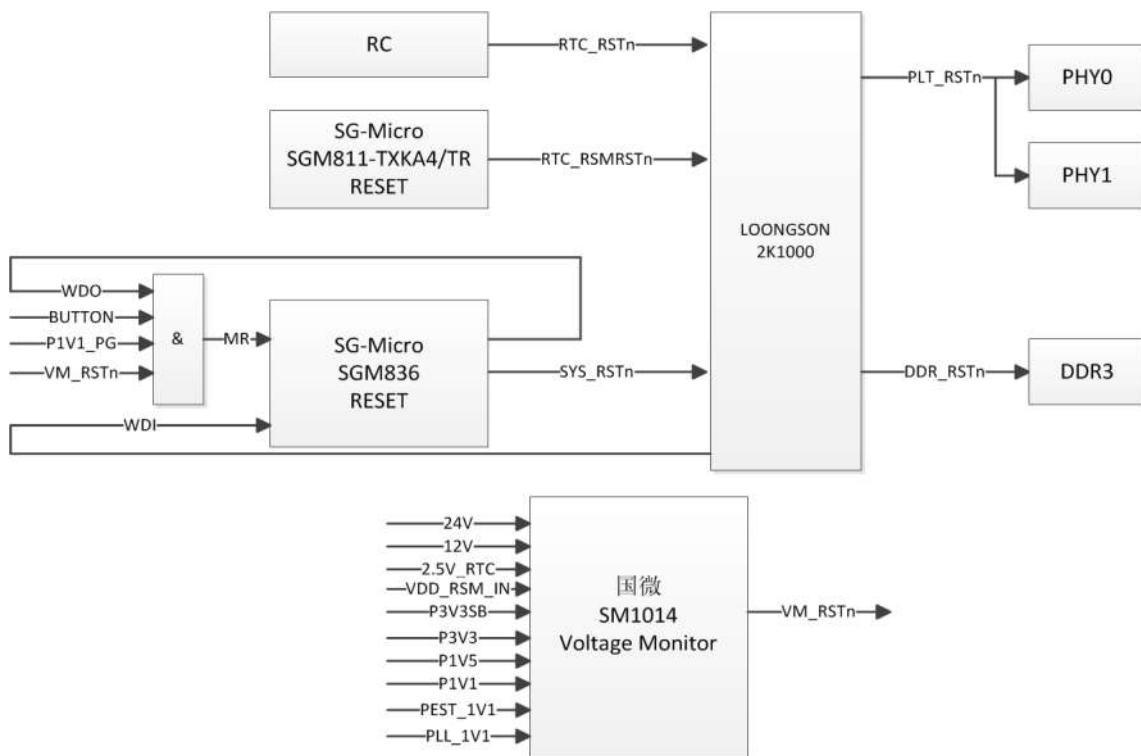 RC
RTC_RSTn
PLT_RSTn
PHY0
SG-Micro
SGM811-TXKA4/TR
RESET
RTC_RSMRSTn
PHY1
LOONGSON
2K1000
WDO
BUTTON
P1V1_PG
VM_RSTn
&
MR
SG-Micro
SGM836
RESET
SYS_RSTn
DDR_RSTn
DDR3
WDI
24V
12V
2.5V_RTC
VDD_RSM_IN
P3V3SB
P3V3
P1V5
P1V1
PEST_1V1
PLL_1V1
国微
SM1014
Voltage Monitor
VM_RSTn